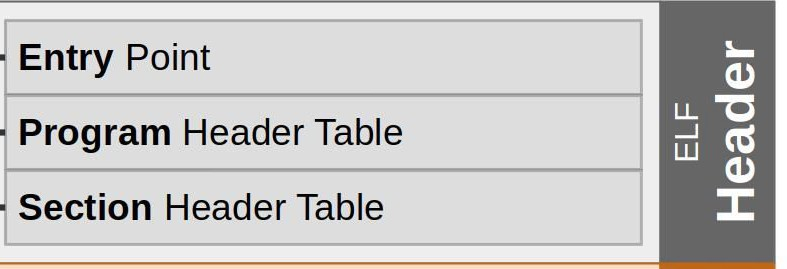 Entry Point
Program Header Table
Section Header Table
ELF
Header